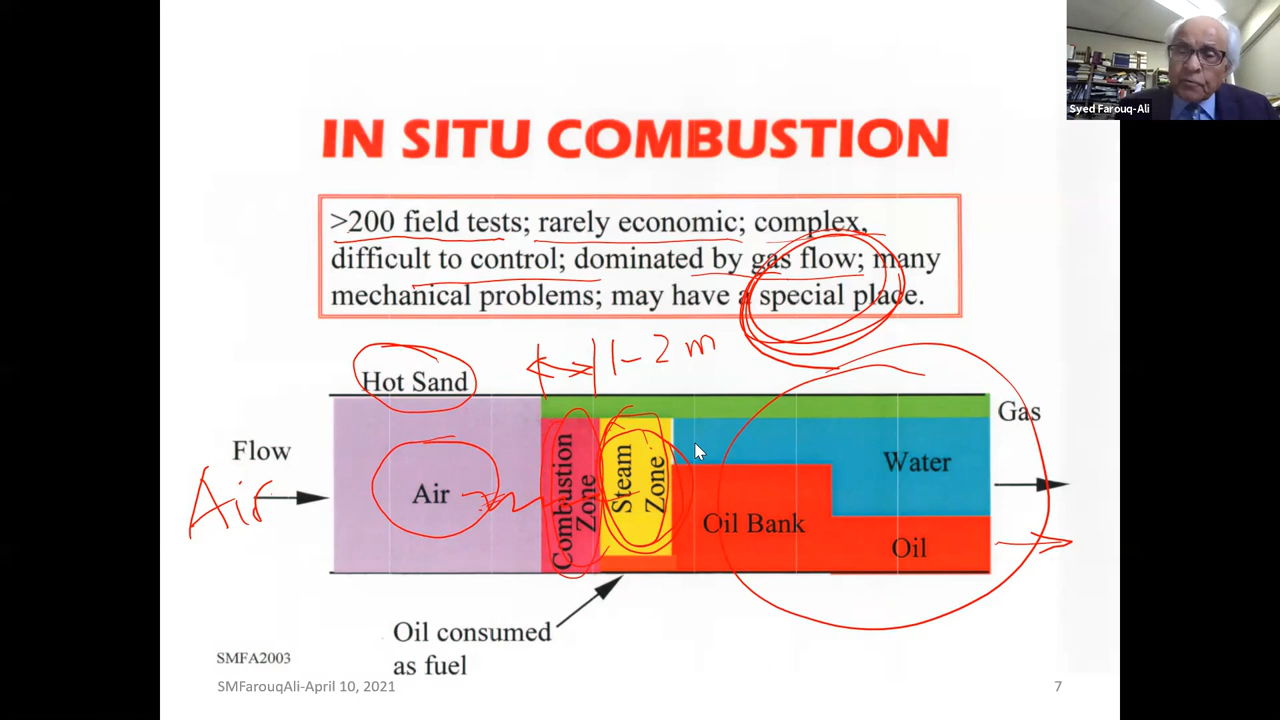 Syed Farouq-Ali
IN SITU COMBUSTION
>200 field tests; rarely economic; complex,
difficult to control; dominated by gas flow; many
mechanical problems; may have a special place.
1-2 m
Hot Sand
Gas
Flow
Air
Air
Combustion
Zone
Steam
Zone
Water
Oil Bank
Oil
Oil consumed
as fuel
SMFA2003
SMFarouqAli-April 10, 2021
7